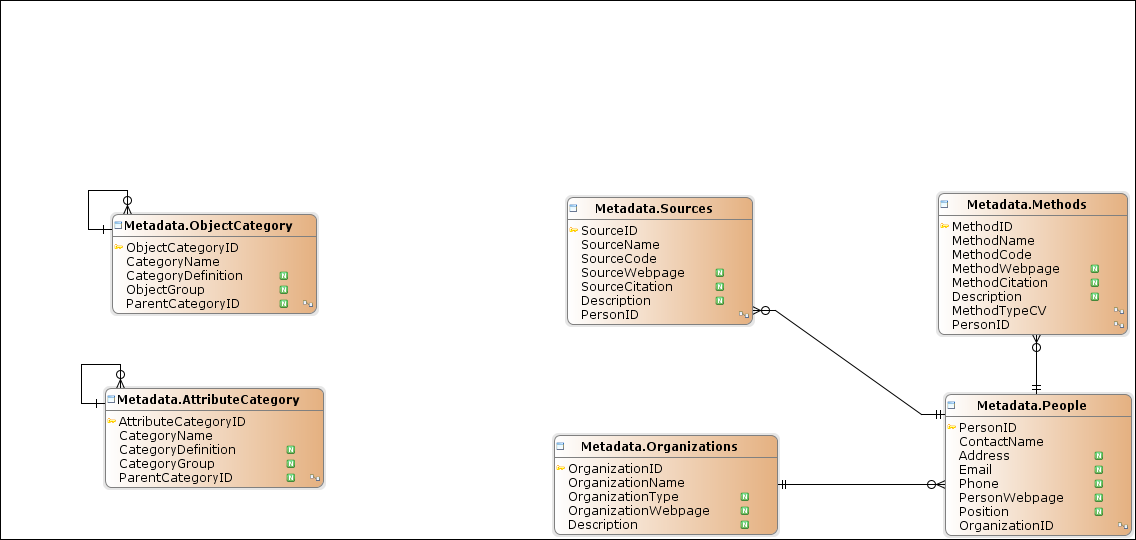 Metadata.ObjectCategory
ObjectCategoryID
CategoryName
CategoryDefinition N
ObjectGroup N
ParentCategoryID N
Metadata.AttributeCategory
AttributeCategoryID
CategoryName
CategoryDefinition N
CategoryGroup N
ParentCategoryID N
Metadata.Sources
SourceID
SourceName
SourceCode
SourceWebpage N
SourceCitation N
Description N
PersonID
Metadata.Organizations
OrganizationID
OrganizationName
OrganizationType N
OrganizationWebpage N
Description N
Metadata.Methods
MethodID
MethodName
MethodCode
MethodWebpage N
MethodCitation N
Description N
MethodTypeCV
PersonID
Metadata.People
PersonID
ContactName
Address N
Email N
Phone N
PersonWebpage N
Position N
OrganizationID